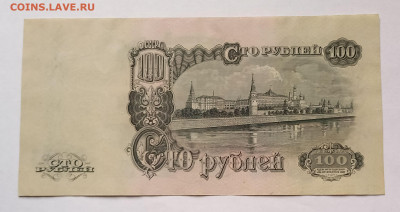 COINS.LAVE.RU
СТО РУБЛЕЙ
100
100
СТО
РУБЛЕЙ
СТО рублей
100